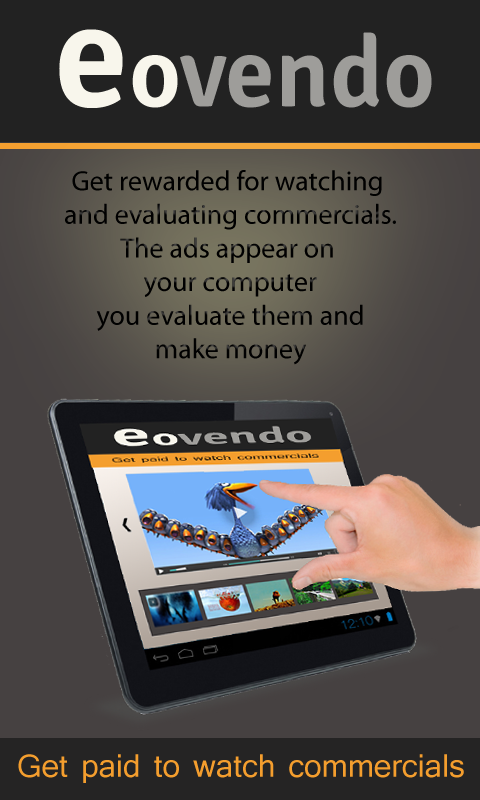 eovendo
Get rewarded for watching
and evaluating commercials.
The ads appear on
your computer
you evaluate them and
make money
eovendo
Get paid to watch commercials
12:10
Get paid to watch commercials